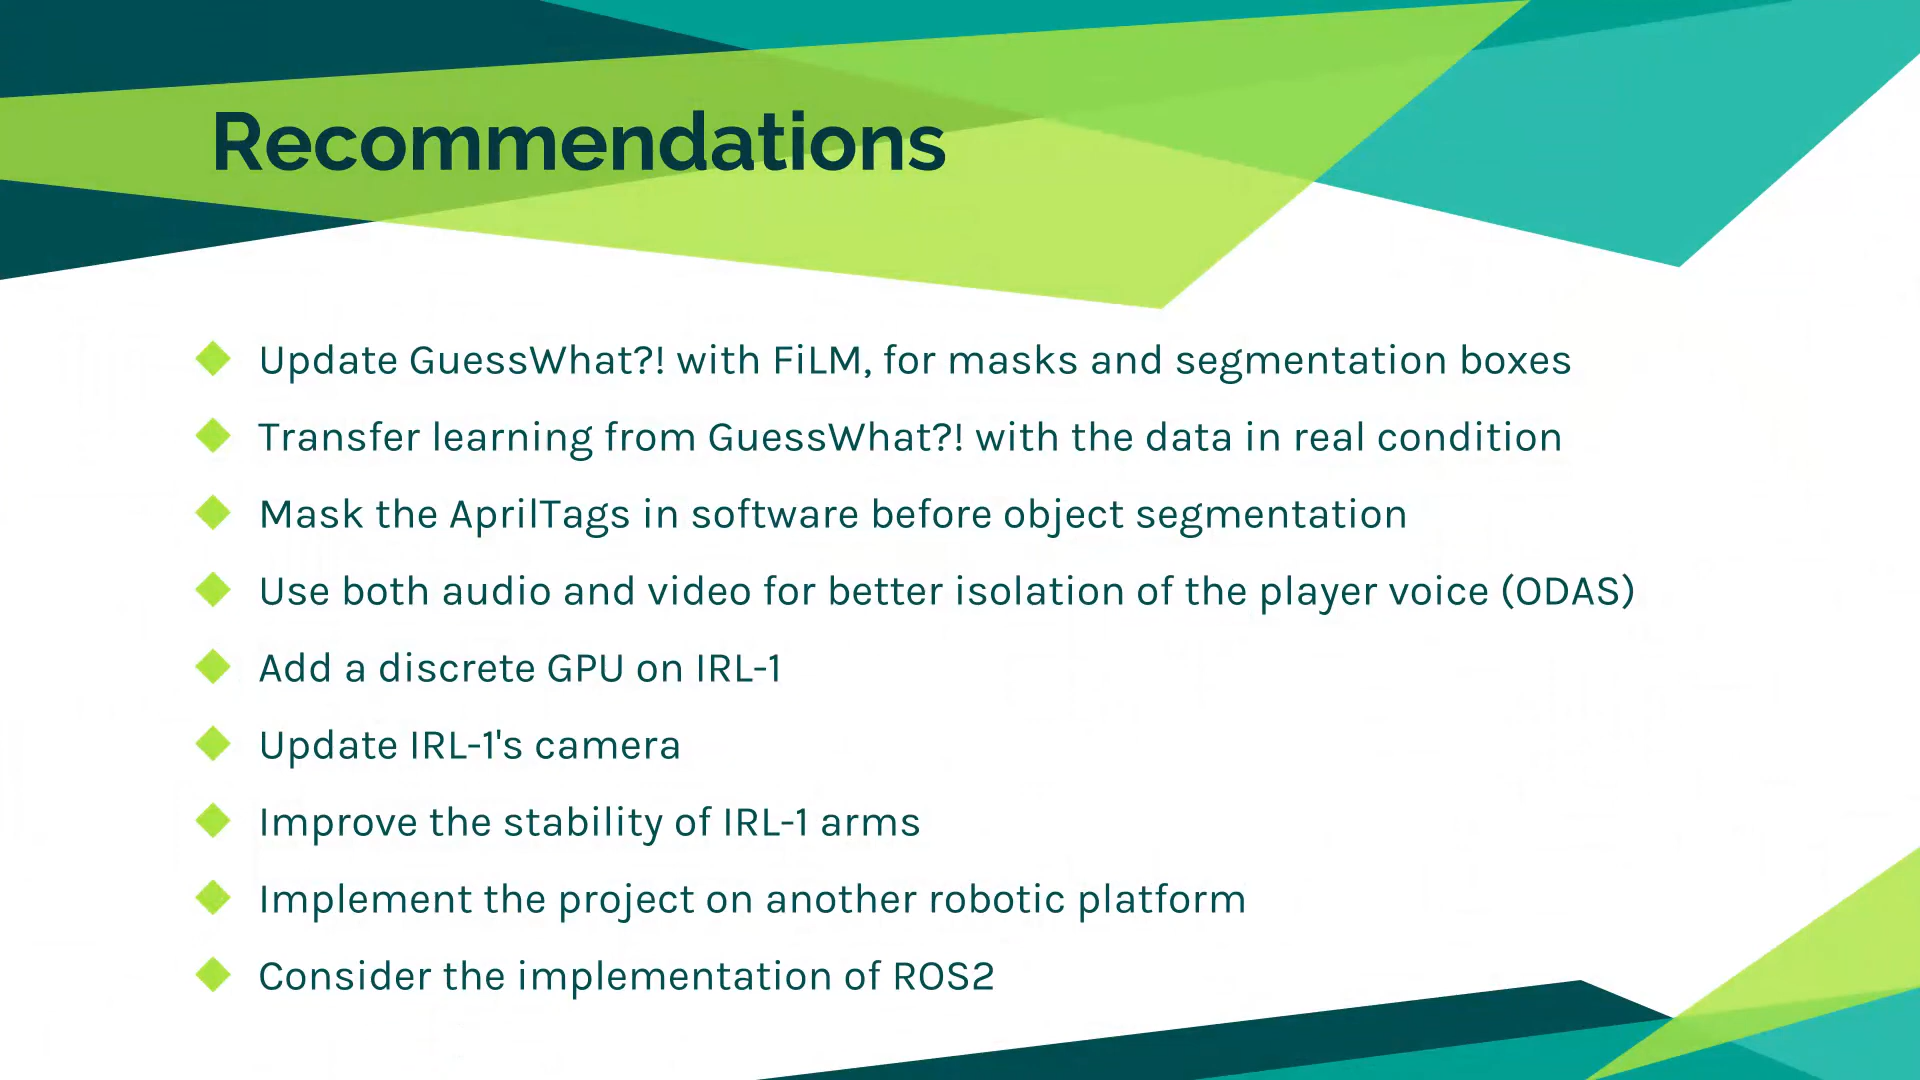 Recommendations
Update GuessWhat?! with FiLM, for masks and segmentation boxes
Transfer learning from GuessWhat?! with the data in real condition
Mask the AprilTags in software before object segmentation
Use both audio and video for better isolation of the player voice (ODAS)
Add a discrete GPU on IRL-1
Update IRL-1's camera
Improve the stability of IRL-1 arms
Implement the project on another robotic platform
Consider the implementation of ROS2